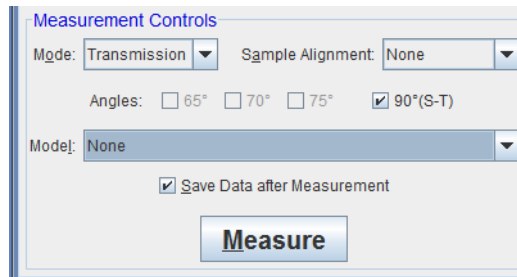 Measurement Controls
Mode: Transmission Sample Alignment: None
Angles: 65° 70° 75° 90°(S-T)
Model: None
Save Data after Measurement
Measure